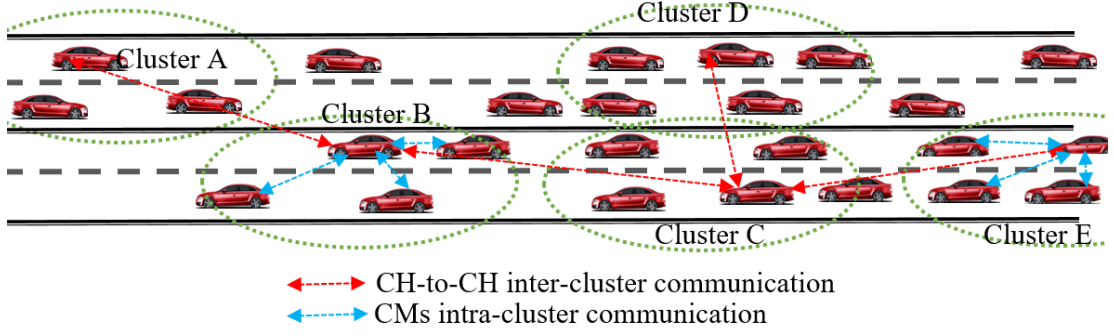 Cluster D
Cluster A
Cluster B
Cluster C
Cluster E
CH-to-CH inter-cluster communication
CMs intra-cluster communication